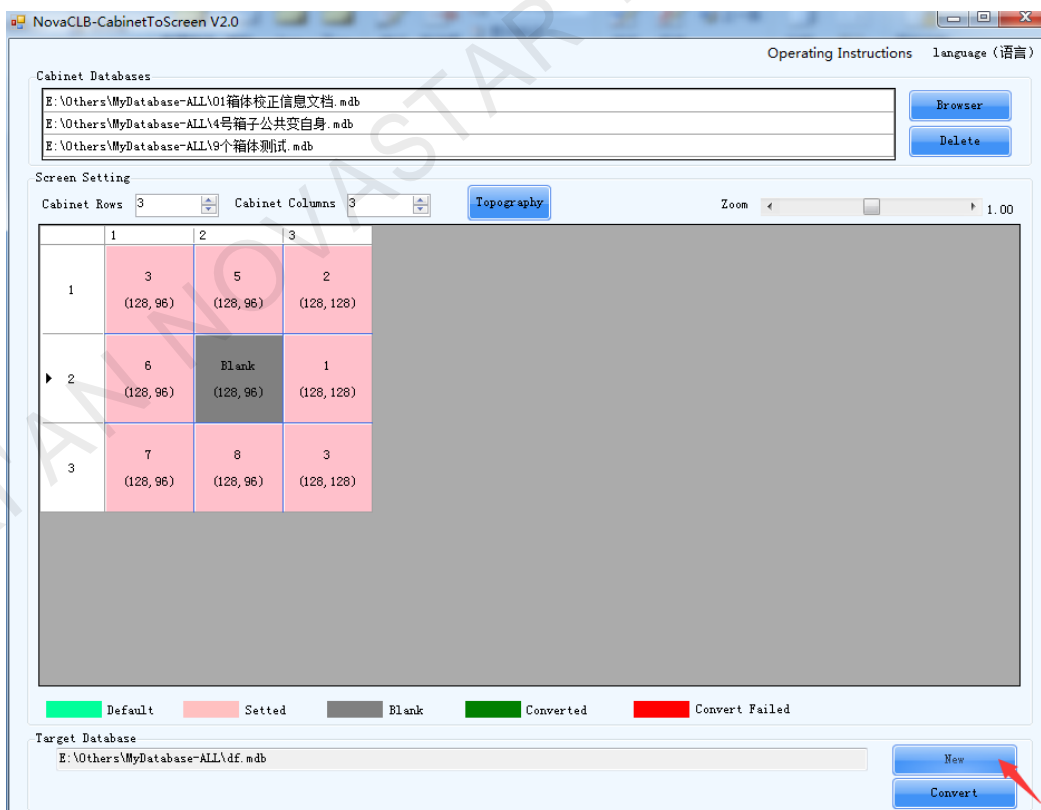 NovaCLB-CabinetToScreen V2.0
Operating Instructions language (语言)
Cabinet Databases
E:\Others\MyDatabase-ALL\01箱体校正信息文档.mdb
Browser
E:\Others\MyDatabase-ALL\4号箱子公共变自身.mdb
E:\Others\MyDatabase-ALL\9个箱体测试.mdb
Delete
Screen Setting
Cabinet Rows 3 Cabinet Columns 3 Topography Zoom 1.00
1 2 3
1
3 5 2
(128, 96) (128, 96) (128, 128)
2
6 Blank 1
(128, 96) (128, 96) (128, 128)
3
7 8 3
(128, 96) (128, 96) (128, 128)
Default Setted Blank Converted Convert Failed
Target Database
E:\Others\MyDatabase-ALL\df.mdb
New
Convert
AN NOVASTAR